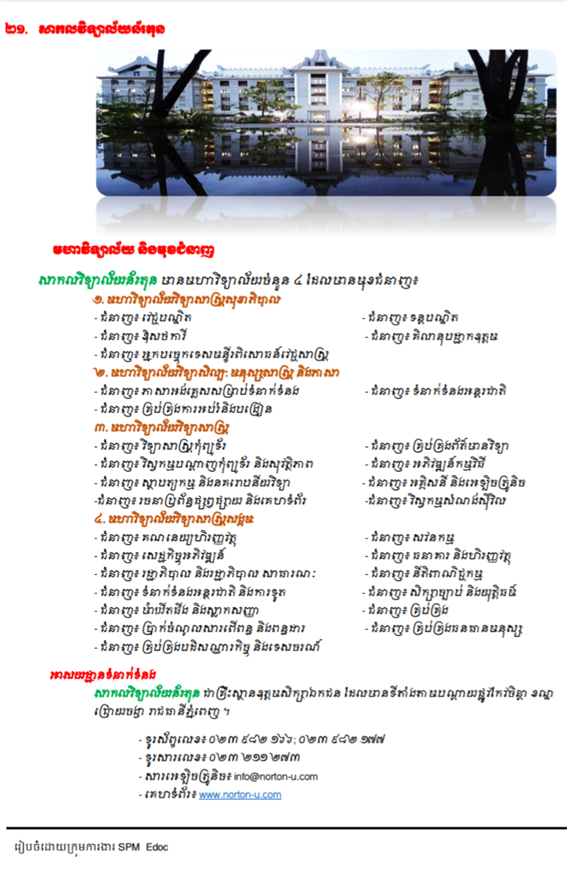 ២១. សាកលវិទ្យាល័យន័រតុន
មហាវិទ្យាល័យ និងមុខជំនាញ
សាកលវិទ្យាល័យន័រតុន មានមហាវិទ្យាល័យចំនួន ៤ ដែលមានមុខជំនាញ៖
១. មហាវិទ្យាល័យវិទ្យាសាស្ត្រសុខាភិបាល
- ជំនាញ៖ វេជ្ជបណ្ឌិត - ជំនាញ៖ ទន្តបណ្ឌិត
- ជំនាញ៖ ឱសថការី - ជំនាញ៖ គិលានុបដ្ឋាកឧត្តម
- ជំនាញ៖ អ្នកបច្ចេកទេសមន្ទីរពិសោធន៍វេជ្ជសាស្ត្រ
២. មហាវិទ្យាល័យវិទ្យាសិល្បៈ មនុស្សសាស្ត្រ និងភាសា
- ជំនាញ៖ ភាសាអង់គ្លេសសម្រាប់ទំនាក់ទំនង - ជំនាញ៖ ទំនាក់ទំនងអន្តរជាតិ
- ជំនាញ៖ គ្រប់គ្រងការអប់រំនិងបង្រៀន
៣. មហាវិទ្យាល័យវិទ្យាសាស្ត្រ
- ជំនាញ៖ វិទ្យាសាស្ត្រកុំព្យូទ័រ - ជំនាញ៖ គ្រប់គ្រងព័ត៌មានវិទ្យា
- ជំនាញ៖ វិស្វកម្មបណ្តាញកុំព្យូទ័រ និងសុវត្ថិភាព - ជំនាញ៖ អភិវឌ្ឍន៍កម្មវិធី
- ជំនាញ៖ ស្ថាបត្យកម្ម និងនគរោបនីយវិទ្យា - ជំនាញ៖ អគ្គិសនី និងអេឡិចត្រូនិច
-ជំនាញ៖ រចនាប្រព័ន្ធផ្សព្វផ្សាយ និងគេហទំព័រ -ជំនាញ៖ វិស្វកម្មសំណង់ស៊ីវិល
៤. មហាវិទ្យាល័យវិទ្យាសាស្ត្រសង្គម
- ជំនាញ៖ គណនេយ្យហិរញ្ញវត្ថុ - ជំនាញ៖ សវនកម្ម
- ជំនាញ៖ សេដ្ឋកិច្ចអភិវឌ្ឍន៍ - ជំនាញ៖ ធនាគារ និងហិរញ្ញវត្ថុ
- ជំនាញ៖ រដ្ឋាភិបាល និងរដ្ឋាភិបាល សាធារណៈ - ជំនាញ៖ នីតិពាណិជ្ជកម្ម
- ជំនាញ៖ ទំនាក់ទំនងអន្តរជាតិ និងការទូត - ជំនាញ៖ សិក្សាច្បាប់ និងយុត្តិធម៌
- ជំនាញ៖ ម៉ាឃីតធីង និងស្លាកសញ្ញា - ជំនាញ៖ គ្រប់គ្រង
- ជំនាញ៖ ប្រាក់ចំណូលសារពើពន្ធ និងពន្ធដារ - ជំនាញ៖ គ្រប់គ្រងធនធានមនុស្ស
- ជំនាញ៖ គ្រប់គ្រងបដិសណ្ឋារកិច្ច និងទេសចរណ៍
អាសយដ្ឋានទំនាក់ទំនង
សាកលវិទ្យាល័យន័រតុន ជាគ្រឹះស្ថានឧត្តមសិក្សាឯកជន ដែលមានទីតាំងតាមបណ្តោយផ្លូវកែវចិន្តា ខណ្ឌ
ជ្រោយចង្វា រាជធានីភ្នំពេញ ។
- ទូរស័ព្ទលេខ៖ ០២៣ ៩៨២ ១៦៦; ០២៣ ៩៨២ ១៧៧
- ទូរសារលេខ៖ ០២៣ ២១១ ២៧៣
- សារអេឡិចត្រូនិច៖ info@norton-u.com
- គេហទំព័រ៖ www.norton-u.com
រៀបចំដោយក្រុមការងារ SPM Edoc